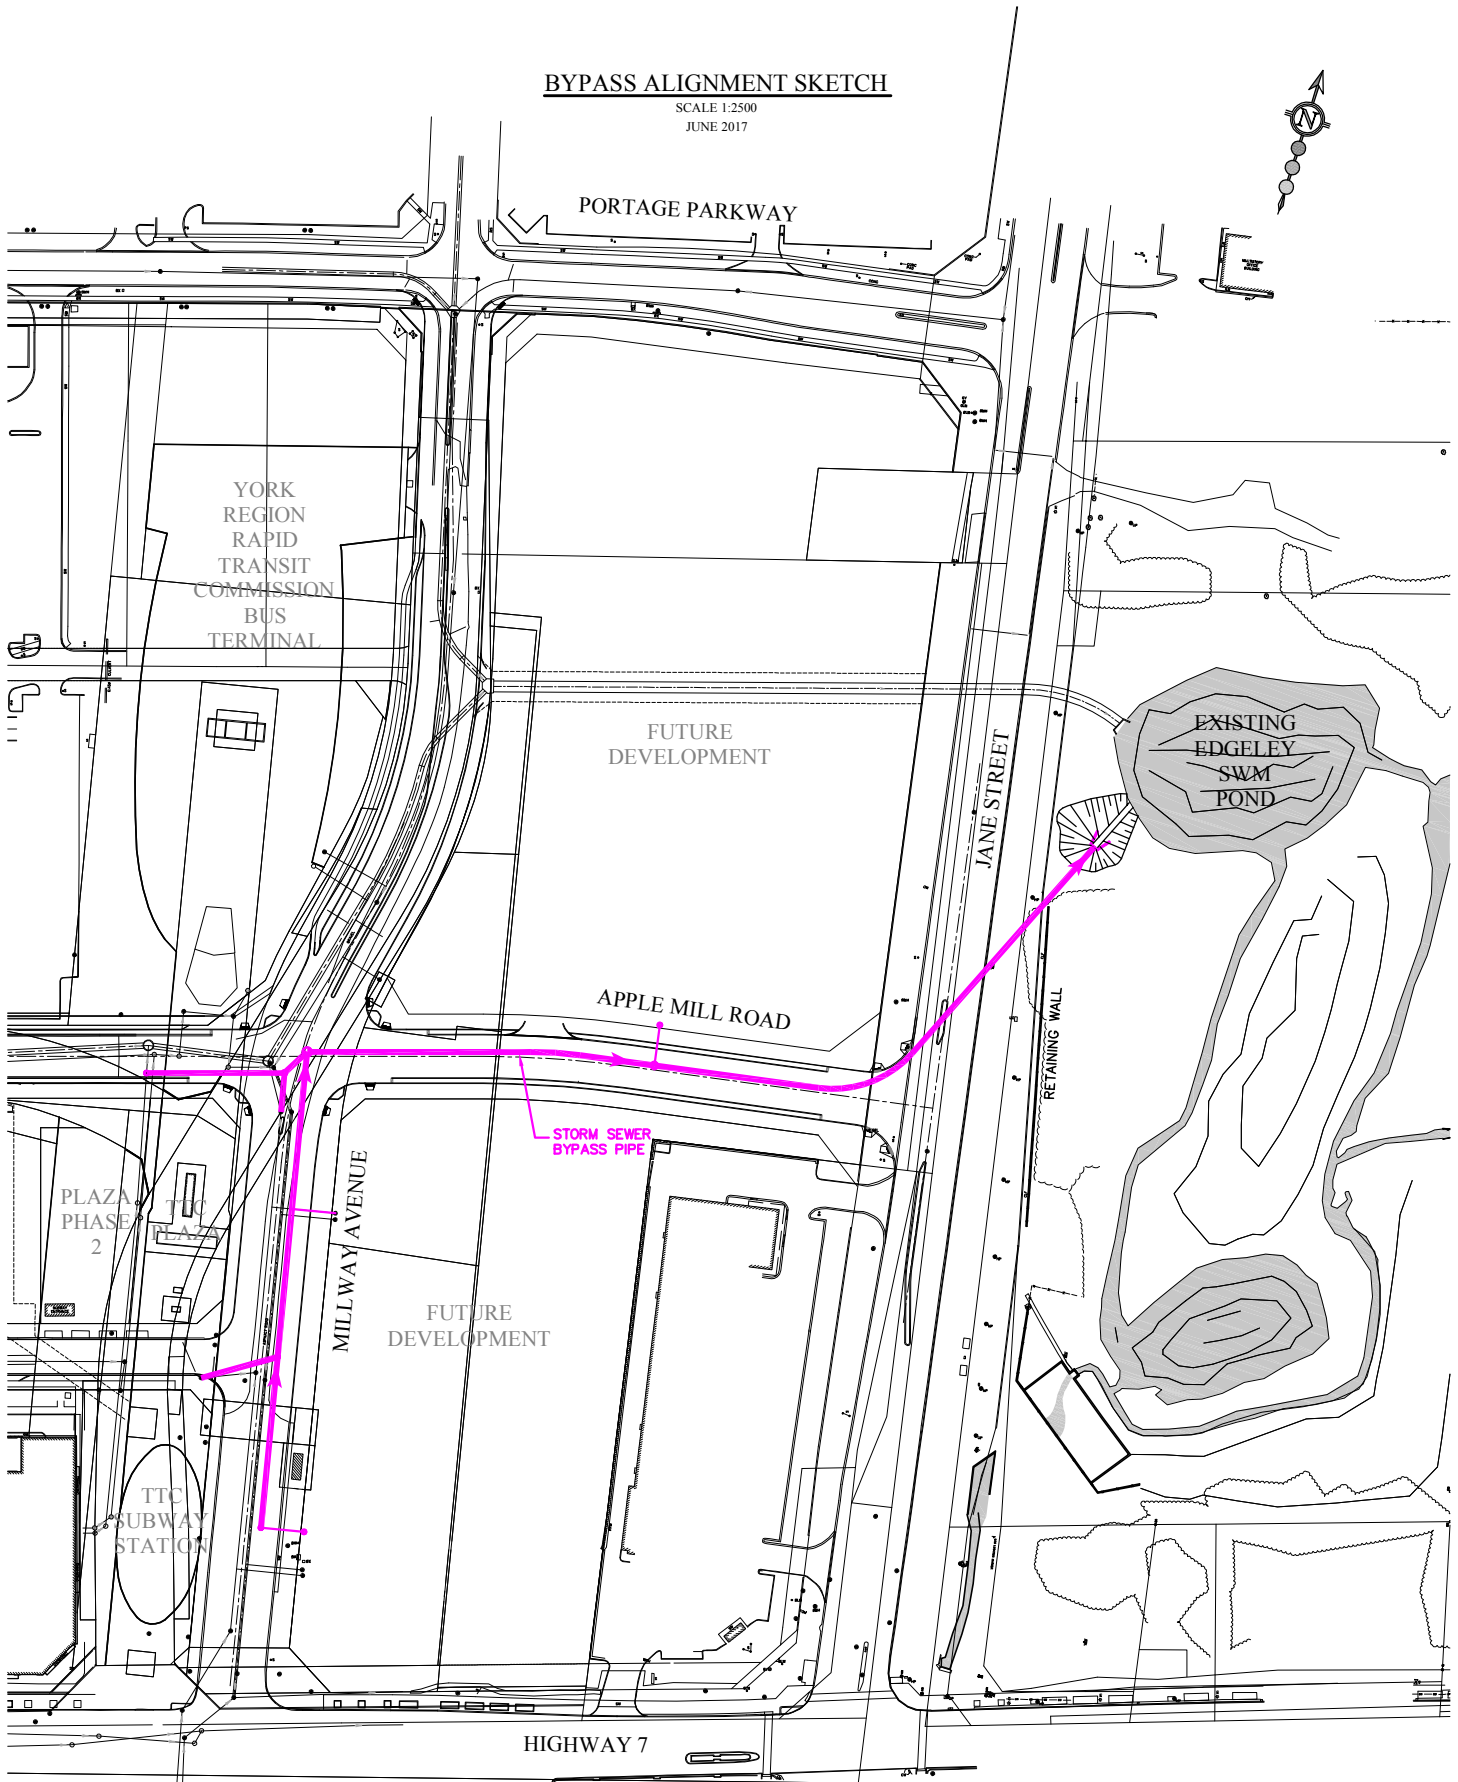 BYPASS ALIGNMENT SKETCH
SCALE 1:2500
JUNE 2017
N
PORTAGE PARKWAY
YORK
REGION
RAPID
TRANSIT
COMMISSION
BUS
TERMINAL
FUTURE
DEVELOPMENT
JANE STREET
EXISTING
EDGELEY
SWM
POND
APPLE MILL ROAD
RETAINING WALL
STORM SEWER
BYPASS PIPE
MILLWAY AVENUE
PLAZA
PHASE
2
TTC
PLAZA
FUTURE
DEVELOPMENT
TTC
SUBWAY
STATION
HIGHWAY 7